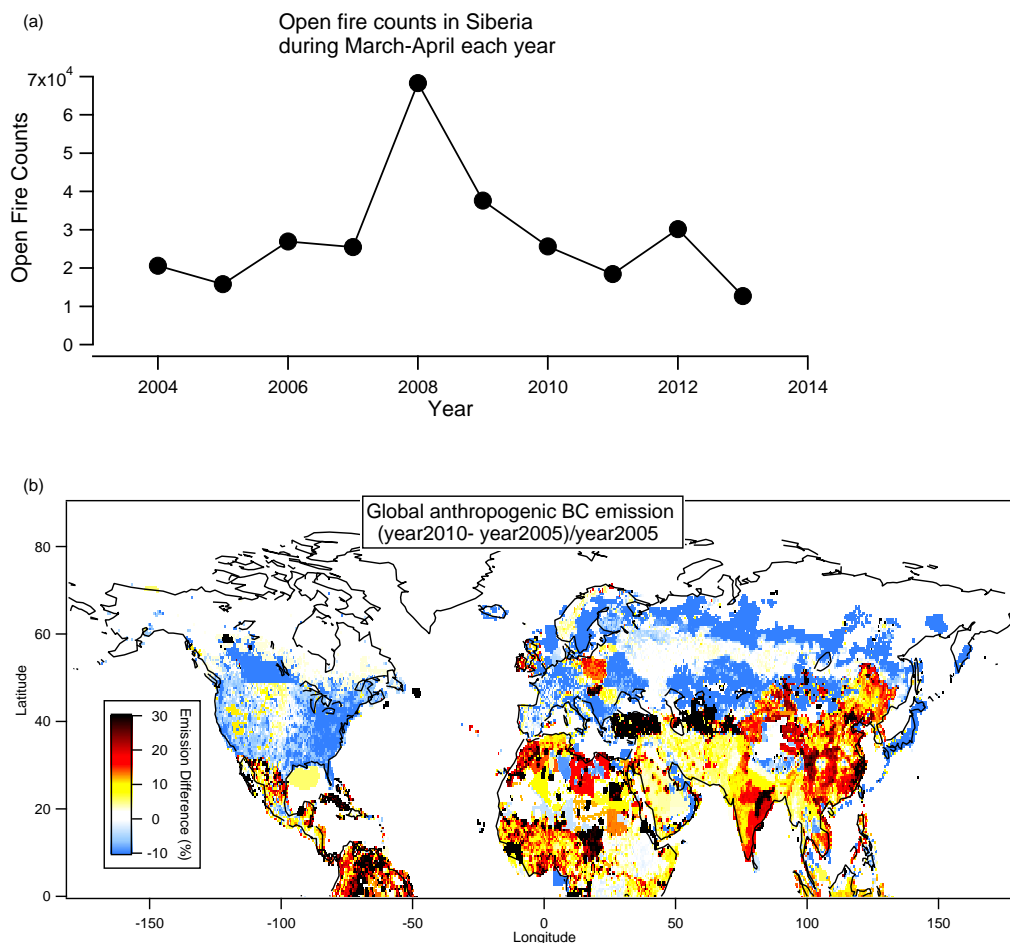 (a)
Open fire counts in Siberia
during March-April each year
7x10⁴
6
5
4
3
2
1
0
Open Fire Counts
2004 2006 2008 2010 2012 2014
Year
(b)
Global anthropogenic BC emission
(year2010- year2005)/year2005
80
60
40
20
0
Latitude
30
20
10
0
-10
Emission Difference (%)
-150 -100 -50 0 50 100 150
Longitude